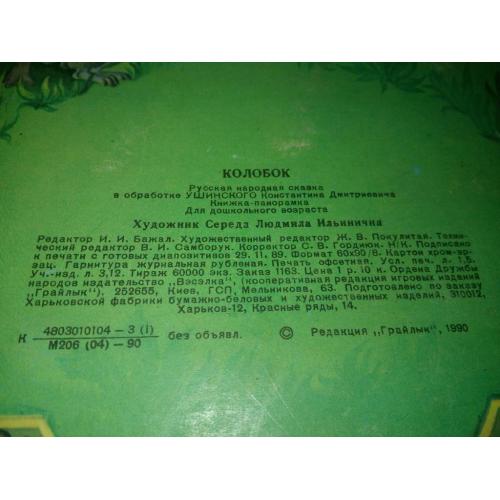 КОЛОБОК
Русская народная сказка
в обработке УШИНСКОГО Константина Дмитриевича
Книжка-панорамка
Для дошкольного возраста
Художник Середа Людмила Ильинична
Редактор И. И. Бажал. Художественный редактор Ж. В. Покулитая. Технический редактор В. И. Самборук. Корректор С. В. Гордиюк. Н/К. Подписано
к печати с готовых диапозитивов 29. 11. 89. Формат 60х90/8. Картон хром-эрзац. Гарнитура журнальная рубленая. Печать офсетная. Усл. печ. л. 1,5.
Уч.-изд. л. 3,12. Тираж 60000 экз. Заказ 1163. Цена 1 р. 10 к. Ордена Дружбы
народов издательство „Вэсэлка" (кооперативная редакция игровых изданий
„Грайлык"). 252655, Киев, ГСП, Мельникова, 63. Подготовлено по заказу
Харьковской фабрики бумажно-беловых и художественных изделий, 310012,
Харьков-12, Красные ряды, 14.
К 4803010104—3 (I)
М206 (04)—90 без объявл.
© Редакция „Грайлык", 1990